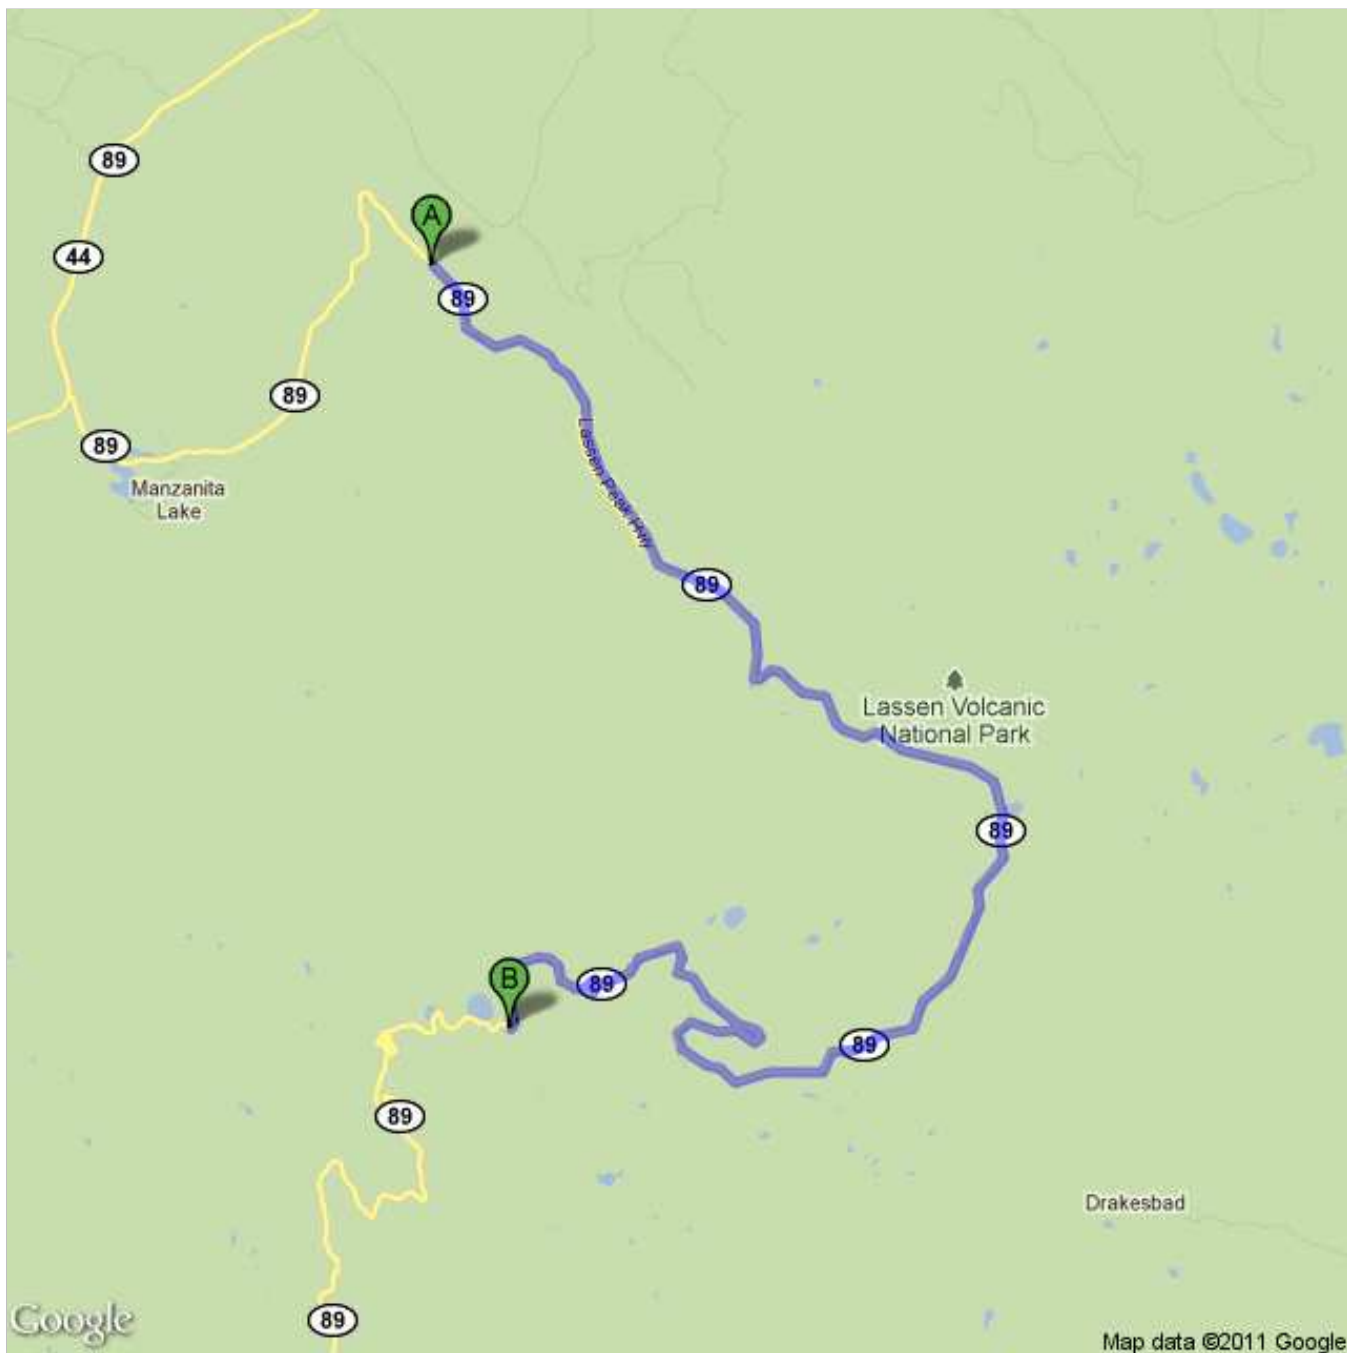 89
A
44
89
89
89
Manzanita
Lake
Lassen Peak Hwy
89
Lassen Volcanic
National Park
89
B
89
89
89
Drakesbad
89
Google
Map data ©2011 Google